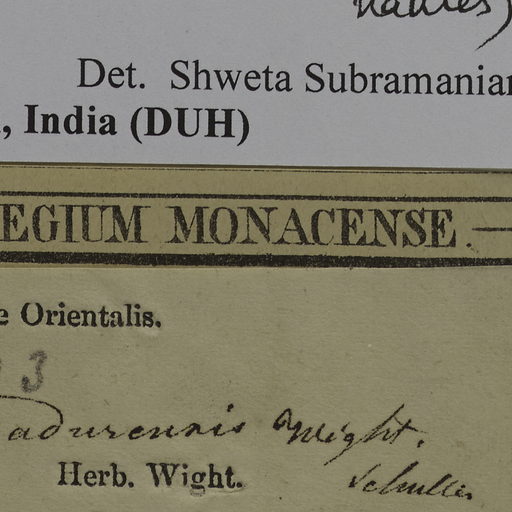 Det. Shweta Subramanian
, India (DUH)
EGIUM MONACENSE.
e Orientalis.
3
adurensis Wight.
Herb. Wight.